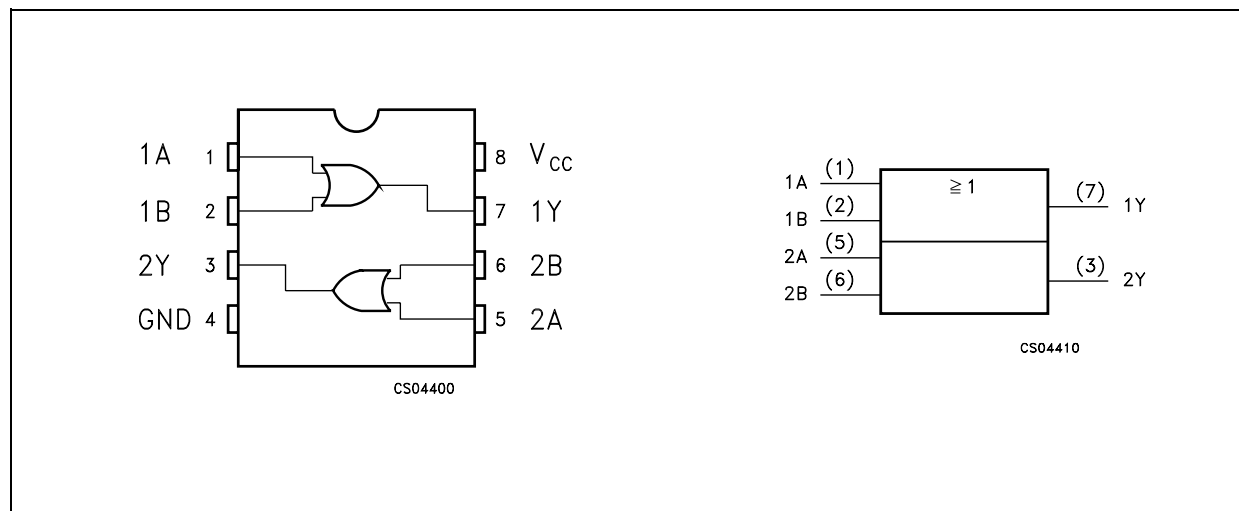 1A 1 8 V_CC
1B 2 7 1Y
2Y 3 6 2B
GND 4 5 2A
CS04400
≧ 1
1A (1) (7) 1Y
1B (2)
2A (5) (3) 2Y
2B (6)
CS04410